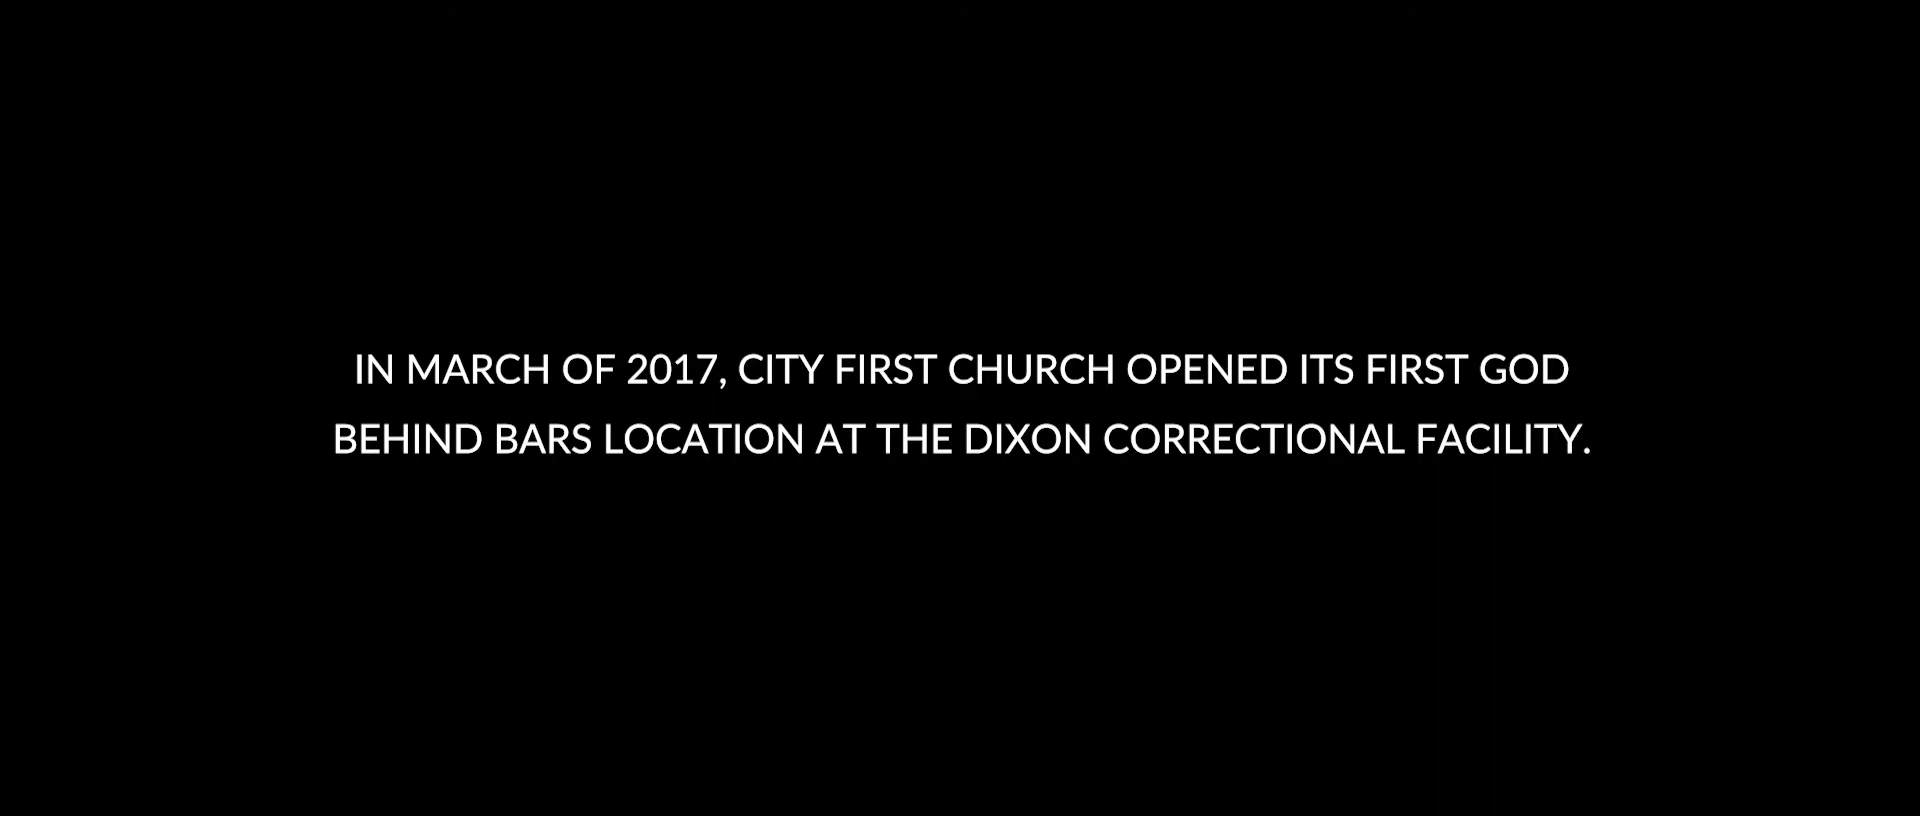 IN MARCH OF 2017, CITY FIRST CHURCH OPENED ITS FIRST GOD
BEHIND BARS LOCATION AT THE DIXON CORRECTIONAL FACILITY.